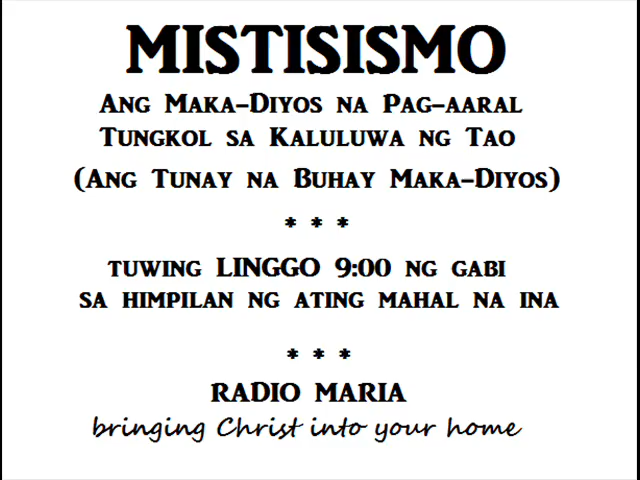 MISTISISMO
Ang Maka-Diyos na Pag-aaral
Tungkol sa Kaluluwa ng Tao
(Ang Tunay na Buhay Maka-Diyos)
* * *
tuwing LINGGO 9:00 ng gabi
sa himpilan ng ating mahal na ina
* * *
RADIO MARIA
bringing Christ into your home